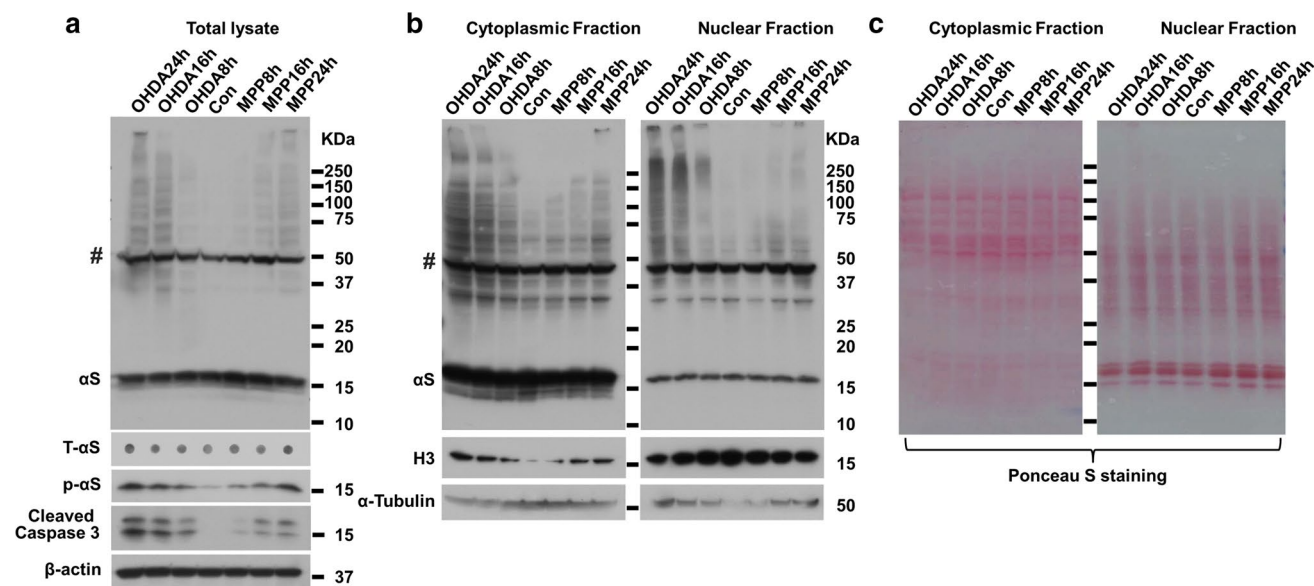 a
Total lysate
OHDA24h
OHDA16h
OHDA8h
Con
MPP8h
MPP16h
MPP24h
KDa
250
150
100
75
#
50
37
25
20
αS
15
10
T-αS
p-αS
15
Cleaved
Caspase 3
15
β-actin
37
b
Cytoplasmic Fraction
Nuclear Fraction
OHDA24h
OHDA16h
OHDA8h
Con
MPP8h
MPP16h
MPP24h
OHDA24h
OHDA16h
OHDA8h
Con
MPP8h
MPP16h
MPP24h
KDa
250
150
100
75
#
50
37
25
20
αS
15
10
H3
15
α-Tubulin
50
c
Cytoplasmic Fraction
Nuclear Fraction
OHDA24h
OHDA16h
OHDA8h
Con
MPP8h
MPP16h
MPP24h
OHDA24h
OHDA16h
OHDA8h
Con
MPP8h
MPP16h
MPP24h
Ponceau S staining